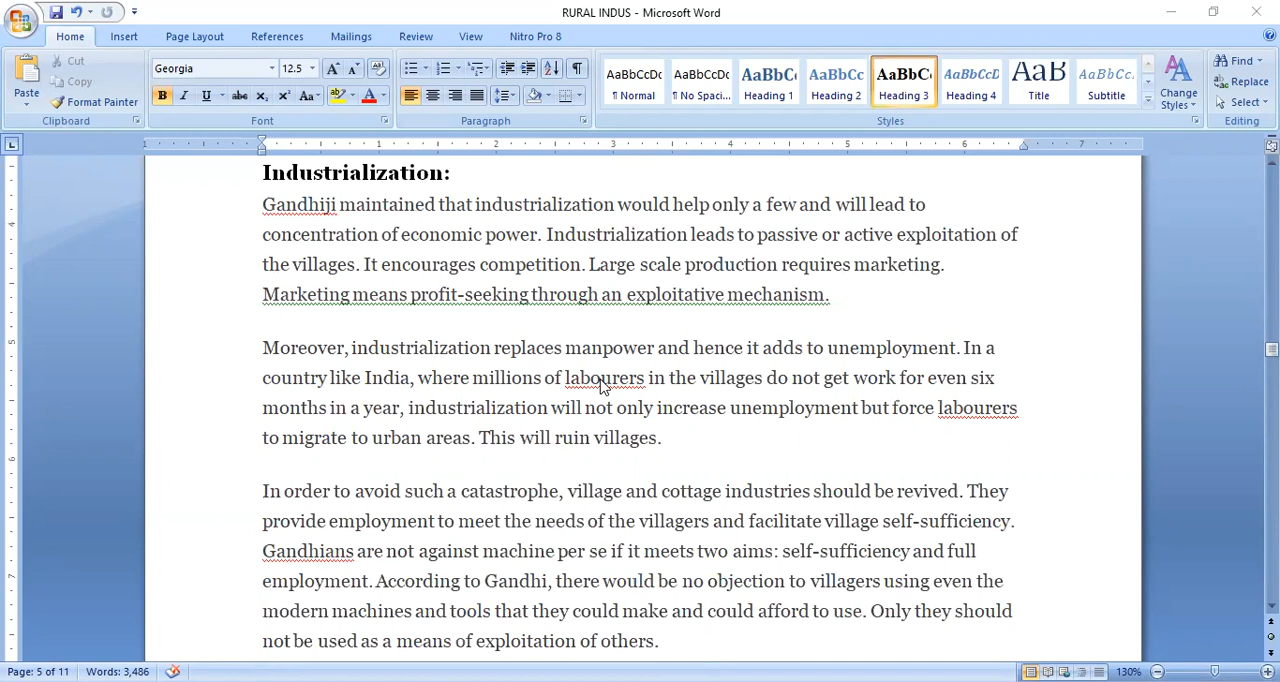 RURAL INDUS - Microsoft Word
Home Insert Page Layout References Mailings Review View Nitro Pro 8
Cut
Copy
Format Painter
Paste
Clipboard
Georgia 12.5
Font
Paragraph
AaBbCcDc AaBbCcDc AaBbC AaBbCc AaBbC AaBbCcD AaB AaBbCc.
¶ Normal ¶ No Spaci... Heading 1 Heading 2 Heading 3 Heading 4 Title Subtitle
Change Styles
Styles
Find
Replace
Select
Editing
1 1 2 3 4 5 6 7
Industrialization:
Gandhiji maintained that industrialization would help only a few and will lead to
concentration of economic power. Industrialization leads to passive or active exploitation of
the villages. It encourages competition. Large scale production requires marketing.
Marketing means profit-seeking through an exploitative mechanism.
Moreover, industrialization replaces manpower and hence it adds to unemployment. In a
country like India, where millions of labourers in the villages do not get work for even six
months in a year, industrialization will not only increase unemployment but force labourers
to migrate to urban areas. This will ruin villages.
In order to avoid such a catastrophe, village and cottage industries should be revived. They
provide employment to meet the needs of the villagers and facilitate village self-sufficiency.
Gandhians are not against machine per se if it meets two aims: self-sufficiency and full
employment. According to Gandhi, there would be no objection to villagers using even the
modern machines and tools that they could make and could afford to use. Only they should
not be used as a means of exploitation of others.
Page: 5 of 11 Words: 3,486 130%